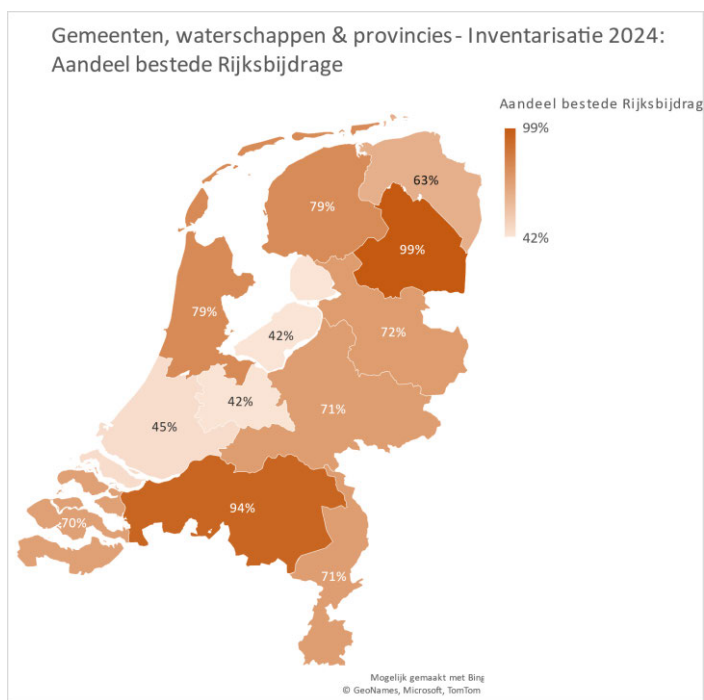 Gemeenten, waterschappen & provincies- Inventarisatie 2024:
Aandeel bestede Rijksbijdrage
Aandeel bestede Rijksbijdrag
99%
42%
63%
79%
99%
79%
42%
72%
42%
71%
45%
94%
70%
71%
Mogelijk gemaakt met Bing
© GeoNames, Microsoft, TomTom